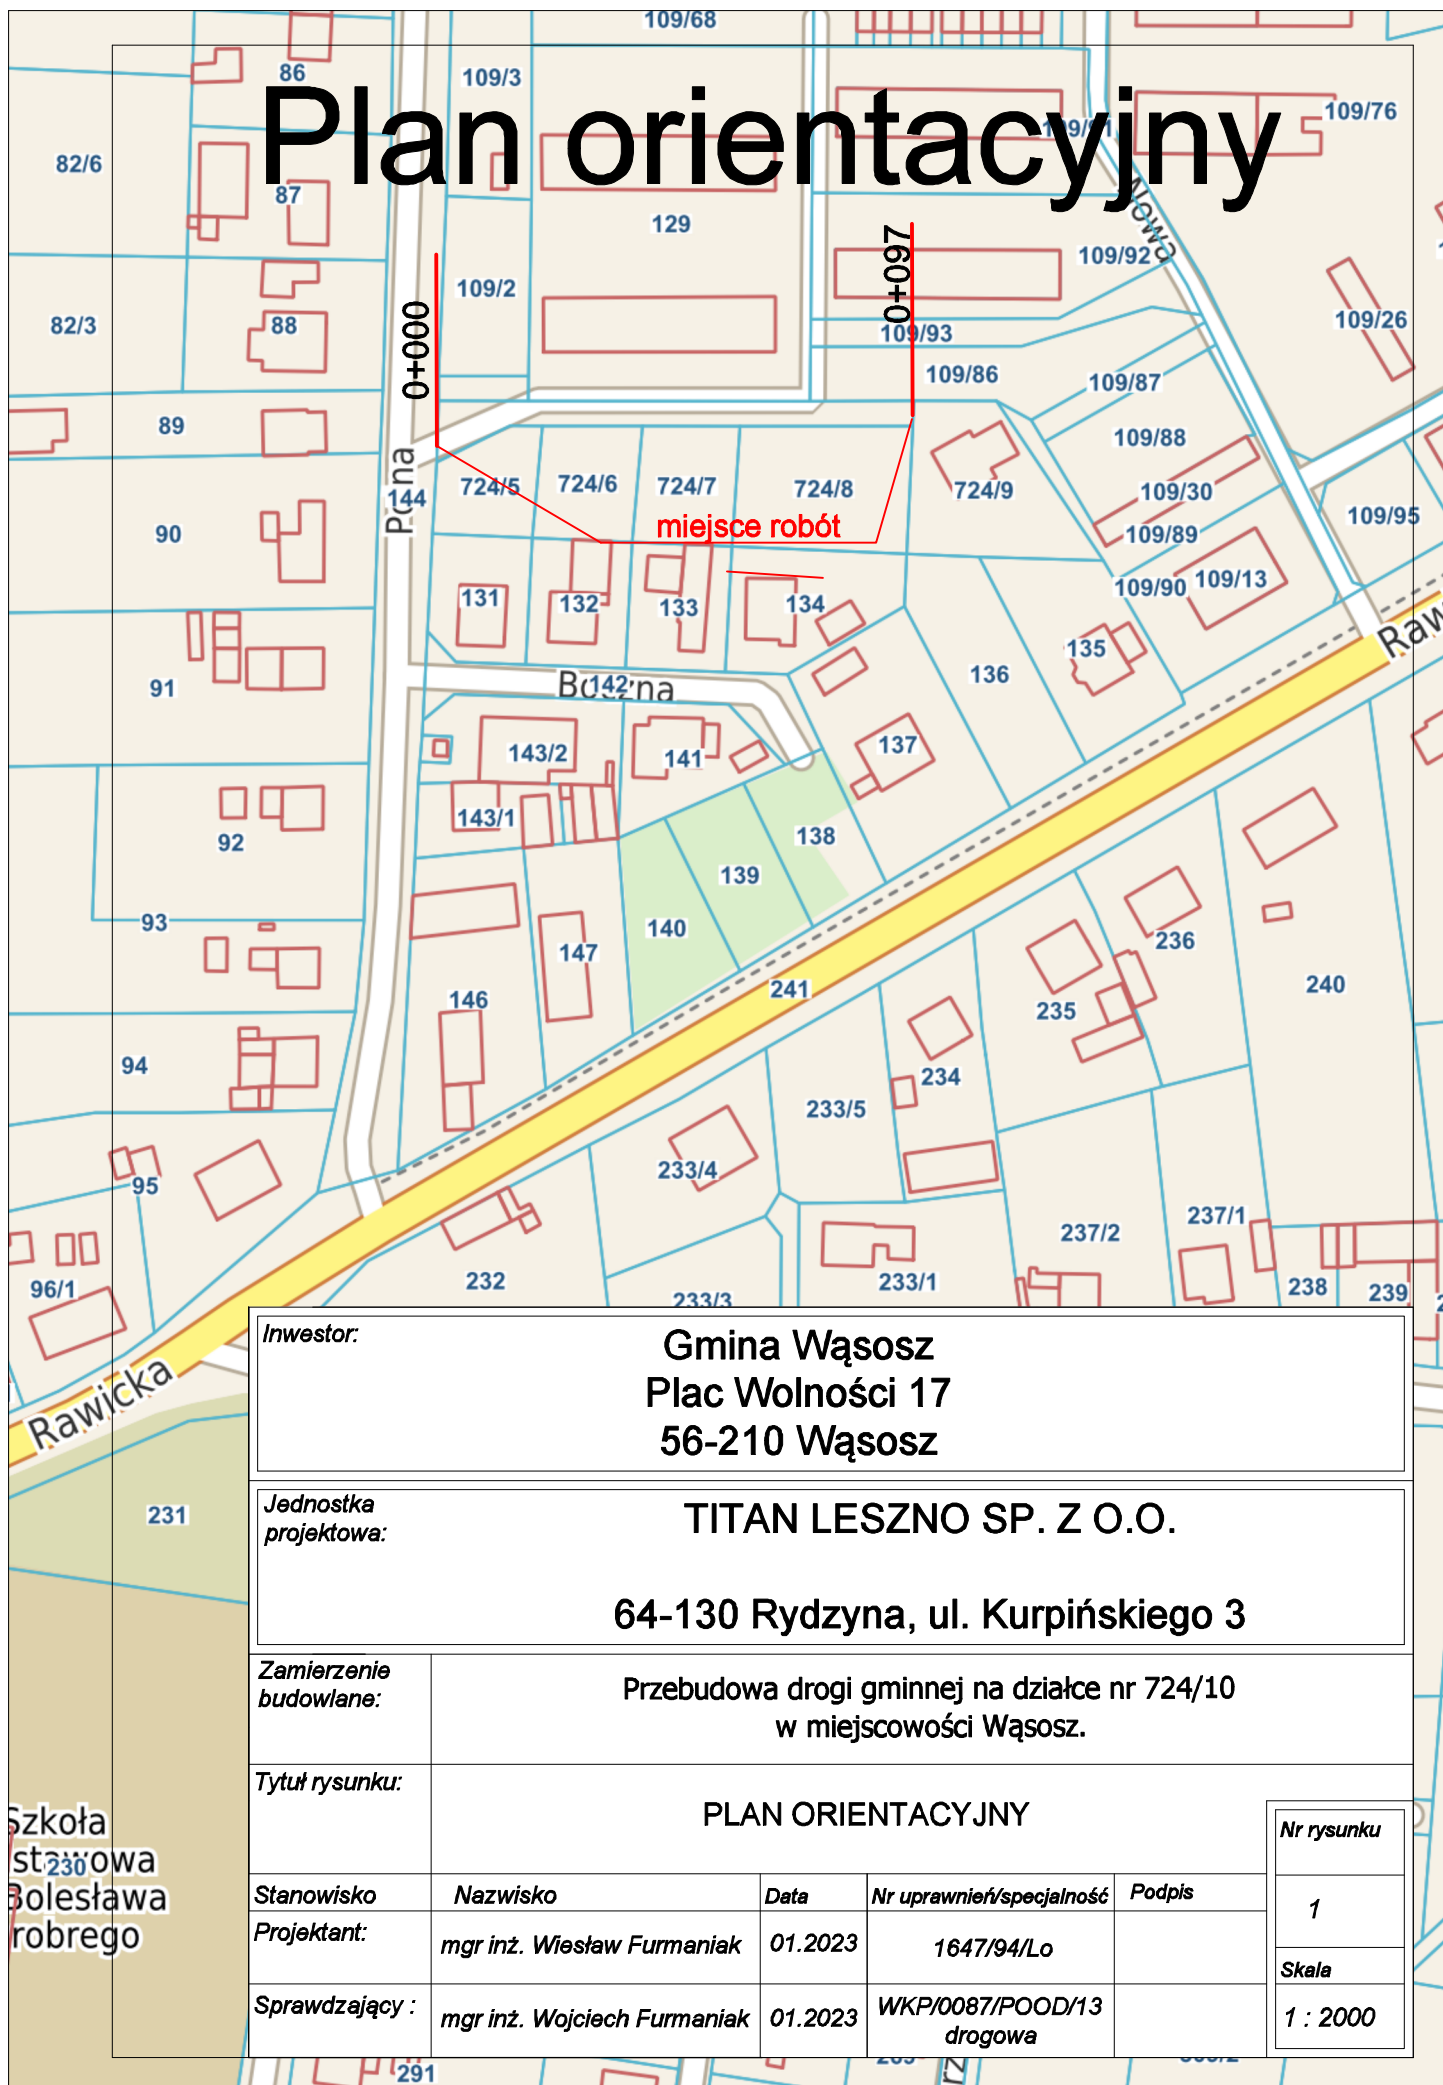 109/68
86
109/3
Plan orientacyjny
109/91
109/76
82/6
87
129
Nowa
109/92
109/2
0+000
0+097
82/3
88
109/93
109/26
109/86
109/87
89
109/88
144
724/5
724/6
724/7
724/8
724/9
109/30
90
109/95
miejsce robót
109/89
109/90
109/13
131
132
133
134
135
136
91
142
143/2
141
137
143/1
138
92
139
93
140
147
241
236
235
240
146
94
234
233/5
233/4
95
237/1
237/2
96/1
232
233/3
233/1
238
239
Rawicka
231
Inwestor:
Gmina Wąsosz
Plac Wolności 17
56-210 Wąsosz
Jednostka
projektowa:
TITAN LESZNO SP. Z O.O.
64-130 Rydzyna, ul. Kurpińskiego 3
Zamierzenie
budowlane:
Przebudowa drogi gminnej na działce nr 724/10
w miejscowości Wąsosz.
Tytuł rysunku:
PLAN ORIENTACYJNY
Nr rysunku
1
Skala
1 : 2000
Szkoła
230
Bolesława
robrego
Stanowisko Nazwisko Data Nr uprawnień/specjalność Podpis
Projektant: mgr inż. Wiesław Furmaniak 01.2023 1647/94/Lo
Sprawdzający : mgr inż. Wojciech Furmaniak 01.2023 WKP/0087/POOD/13
drogowa
291